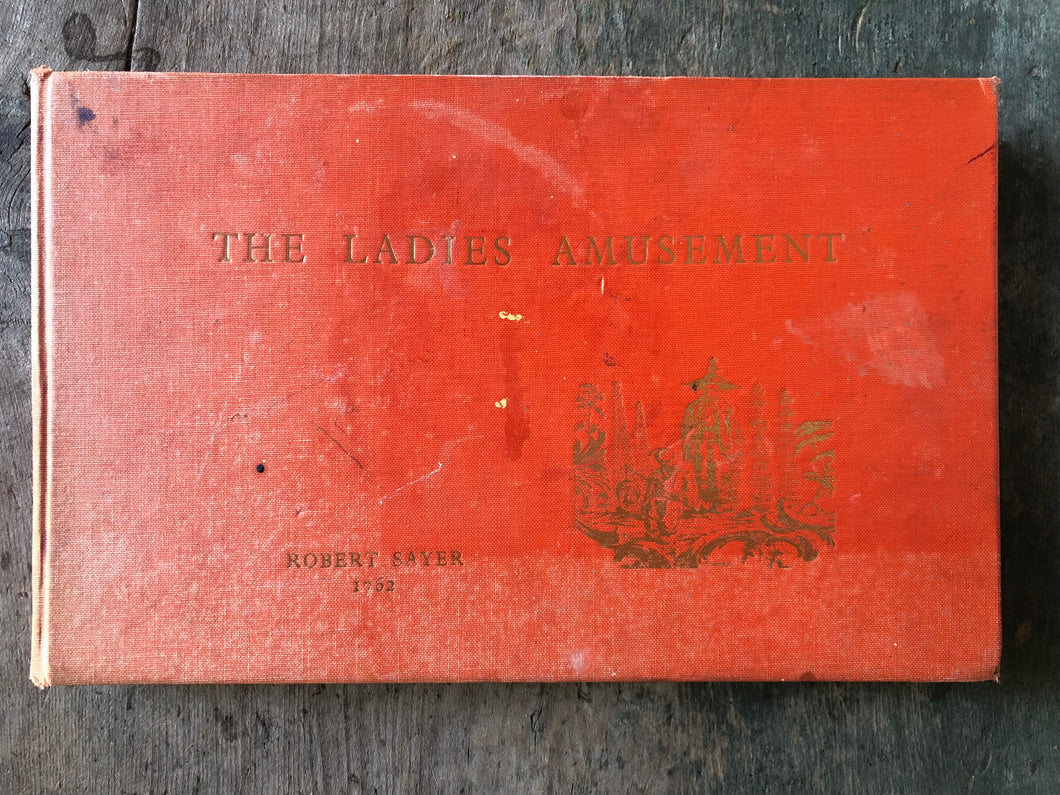 THE LADIES AMUSEMENT
ROBERT SAYER
1762